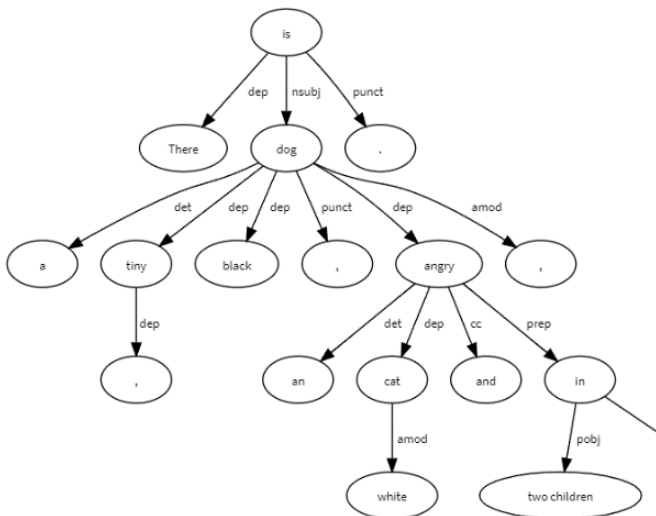 is
dep nsubj punct
There dog .
det dep dep punct dep amod
a tiny black , angry ,
dep det dep cc prep
, an cat and in
amod pobj
white two children